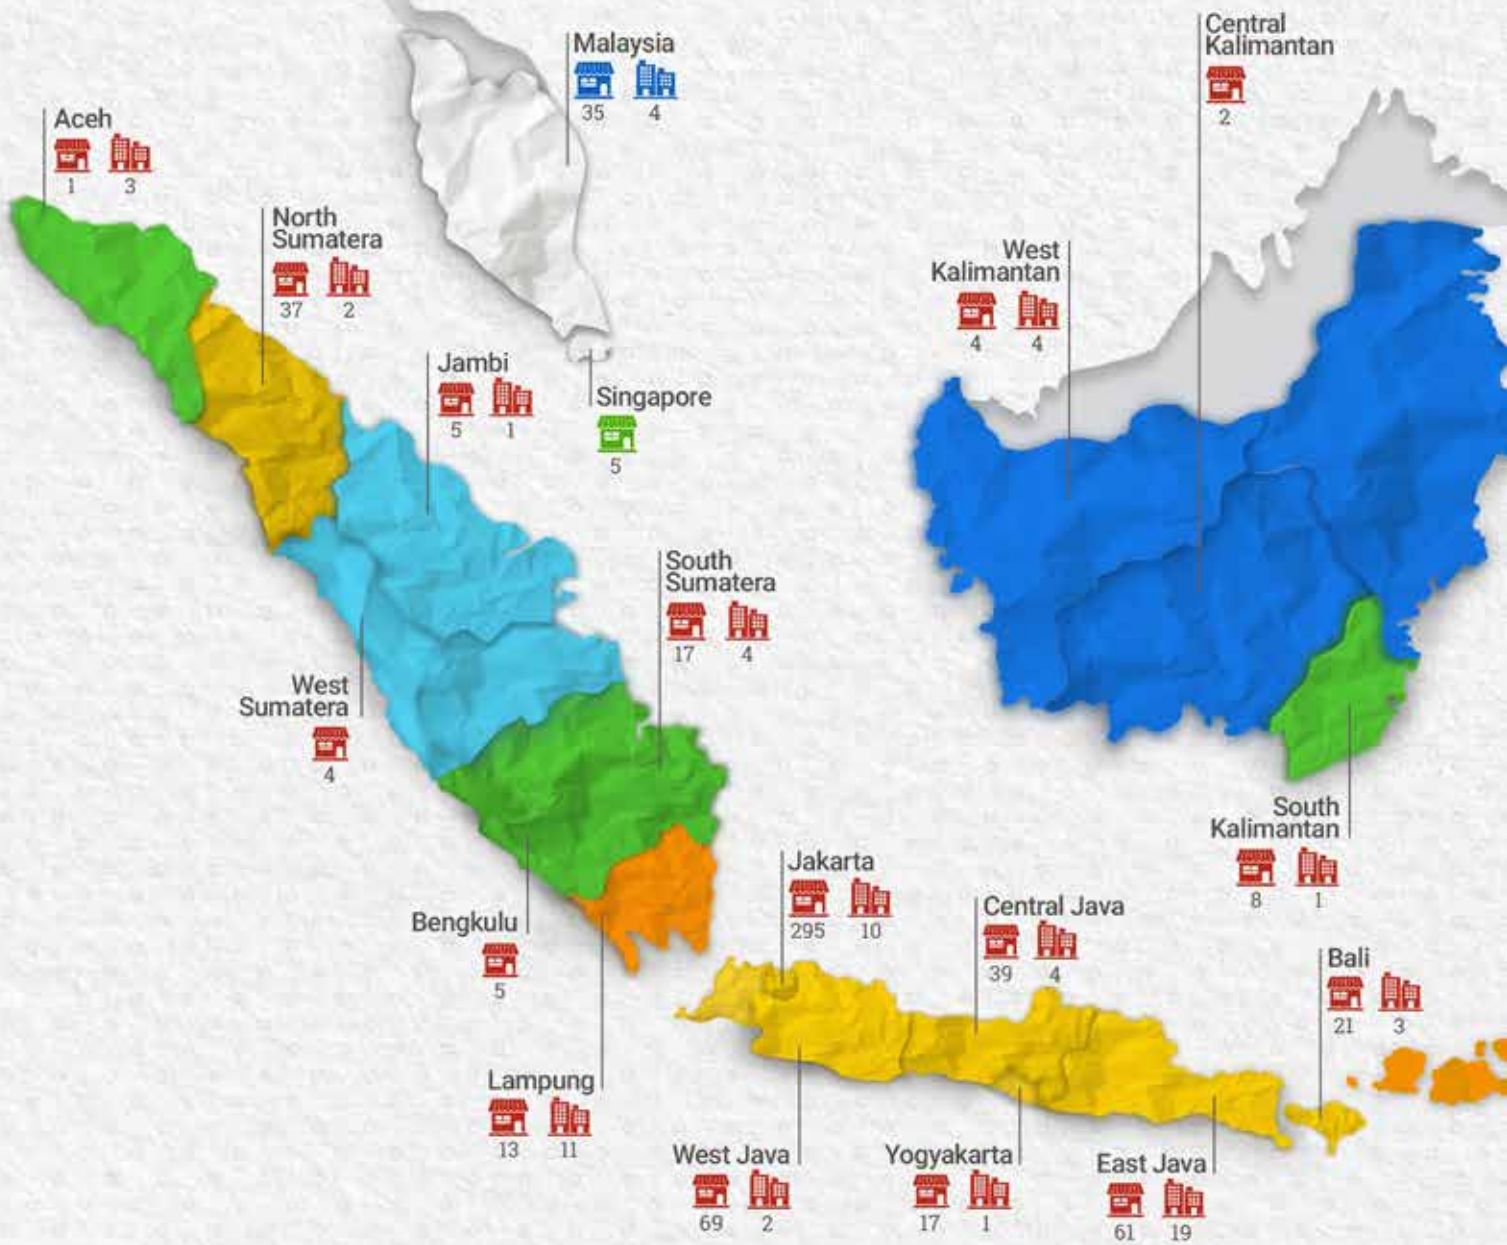 Malaysia
35 4
Central
Kalimantan
2
Aceh
1 3
North
Sumatera
37 2
West
Kalimantan
4 4
Jambi
5 1
Singapore
5
South
Sumatera
17 4
West
Sumatera
4
South
Kalimantan
8 1
Jakarta
295 10
Central Java
39 4
Bengkulu
5
Bali
21 3
Lampung
13 11
West Java
69 2
Yogyakarta
17 1
East Java
61 19